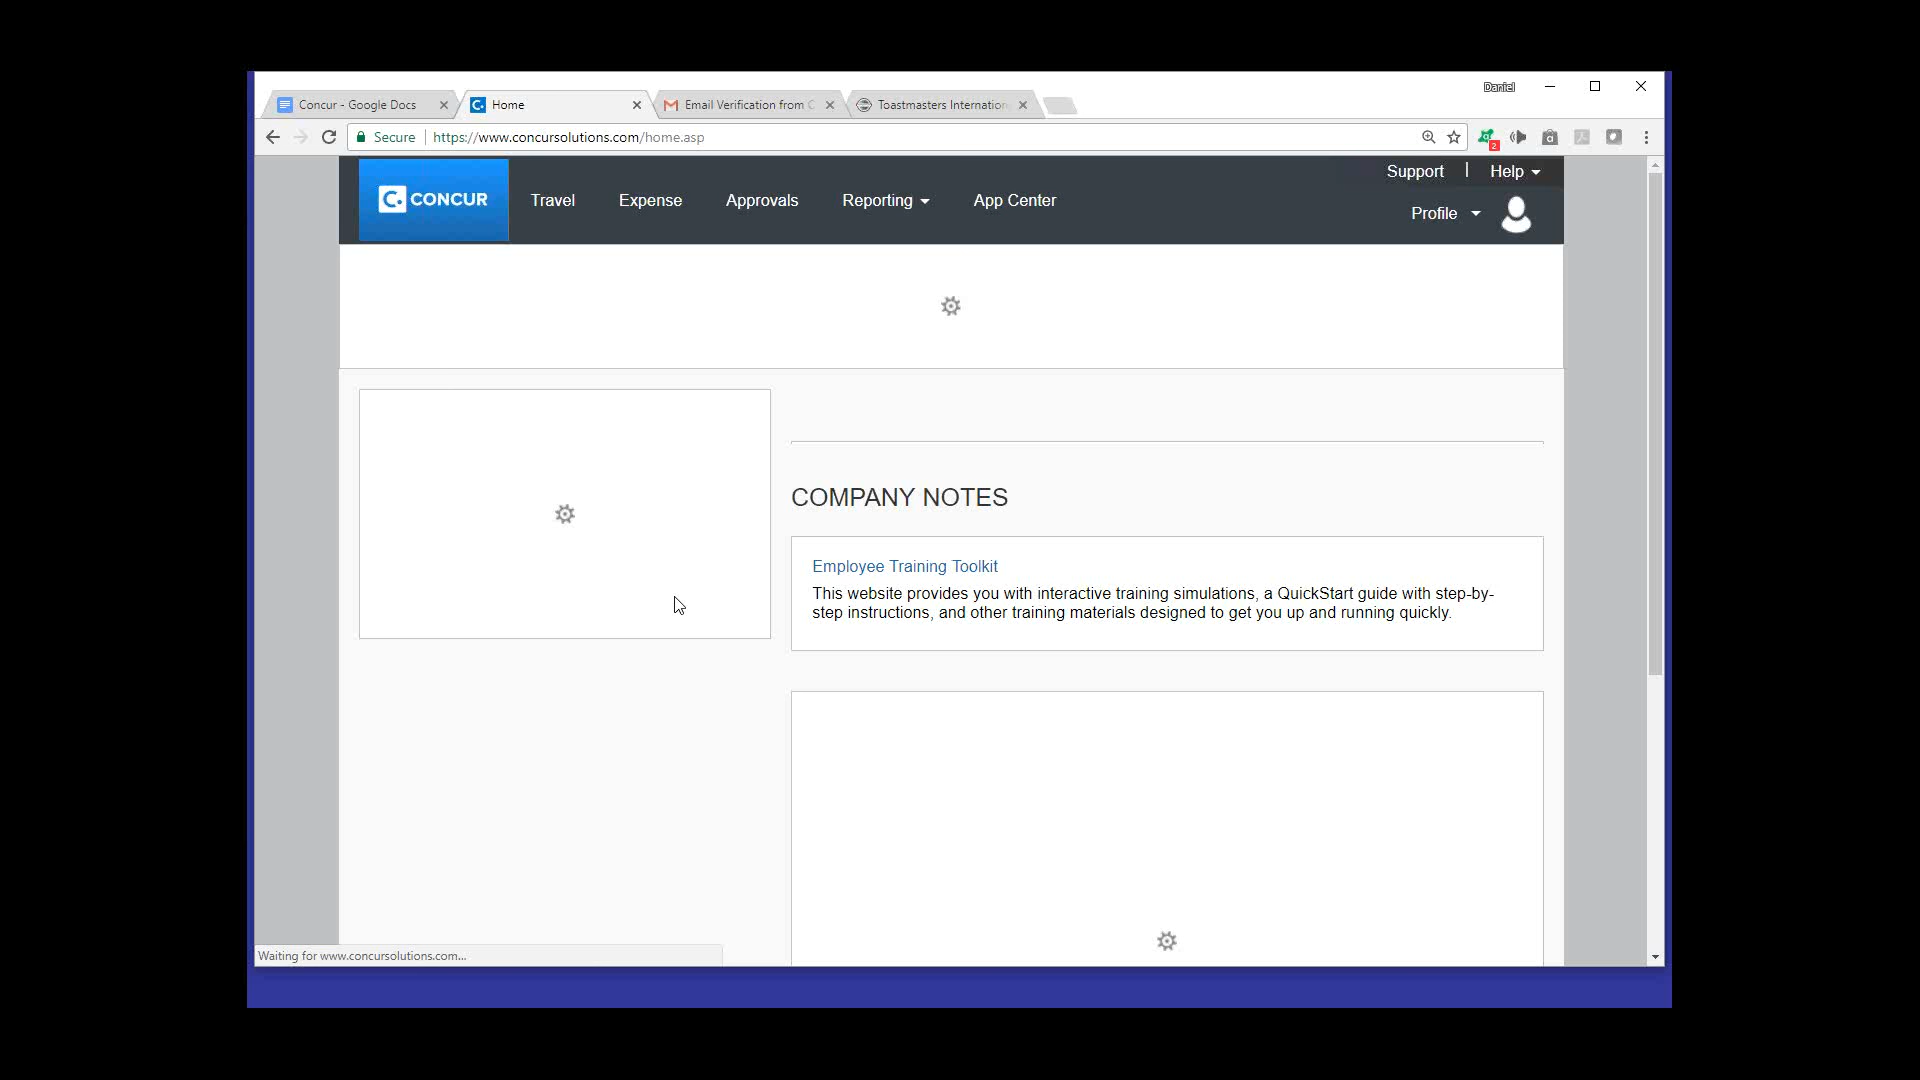 Daniel
Concur - Google Docs
Home
Email Verification from C
Toastmasters Internation
Secure
https://www.concursolutions.com/home.asp
2
Support
Help
C. CONCUR
Travel
Expense
Approvals
Reporting
App Center
Profile
COMPANY NOTES
Employee Training Toolkit
This website provides you with interactive training simulations, a QuickStart guide with step-by-
step instructions, and other training materials designed to get you up and running quickly.
Waiting for www.concursolutions.com...